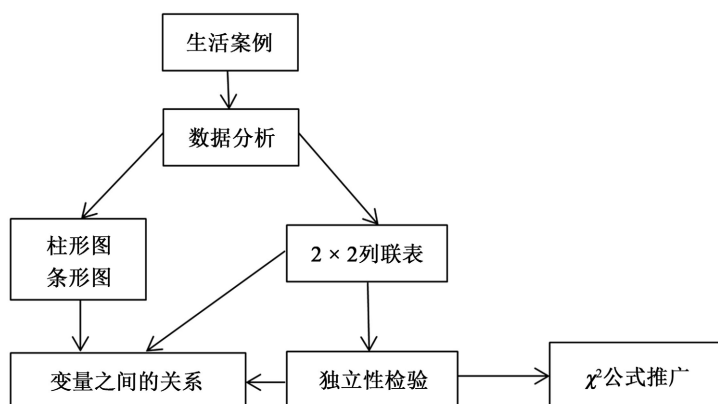 生活案例
数据分析
柱形图
条形图
2 × 2列联表
变量之间的关系
独立性检验
χ²公式推广